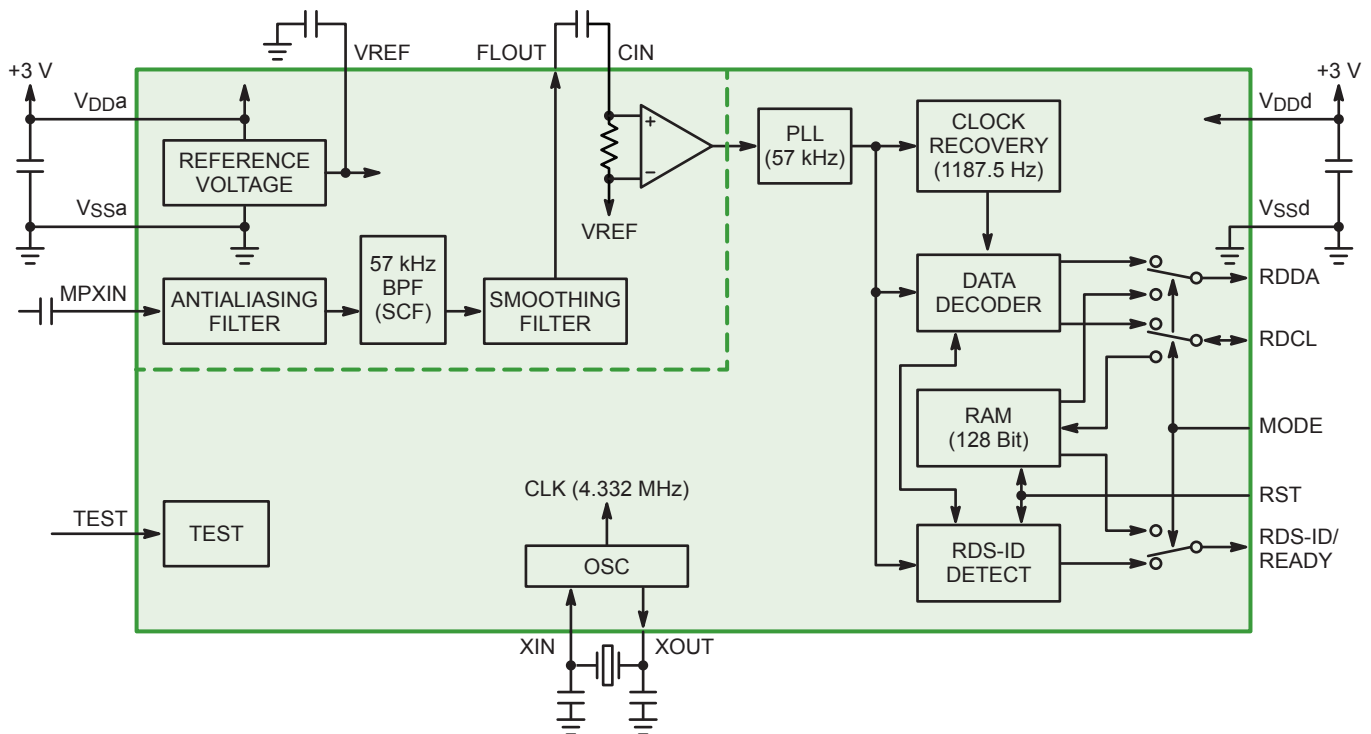 VREF
FLOUT
CIN
+3 V
+3 V
VDDa
VDDd
REFERENCE
VOLTAGE
PLL
(57 kHz)
CLOCK
RECOVERY
(1187.5 Hz)
+
−
VSSa
VSSd
VREF
MPXIN
ANTIALIASING
FILTER
57 kHz
BPF
(SCF)
SMOOTHING
FILTER
DATA
DECODER
RDDA
RDCL
RAM
(128 Bit)
MODE
CLK (4.332 MHz)
RST
TEST
TEST
OSC
RDS-ID
DETECT
RDS-ID/
READY
XIN
XOUT